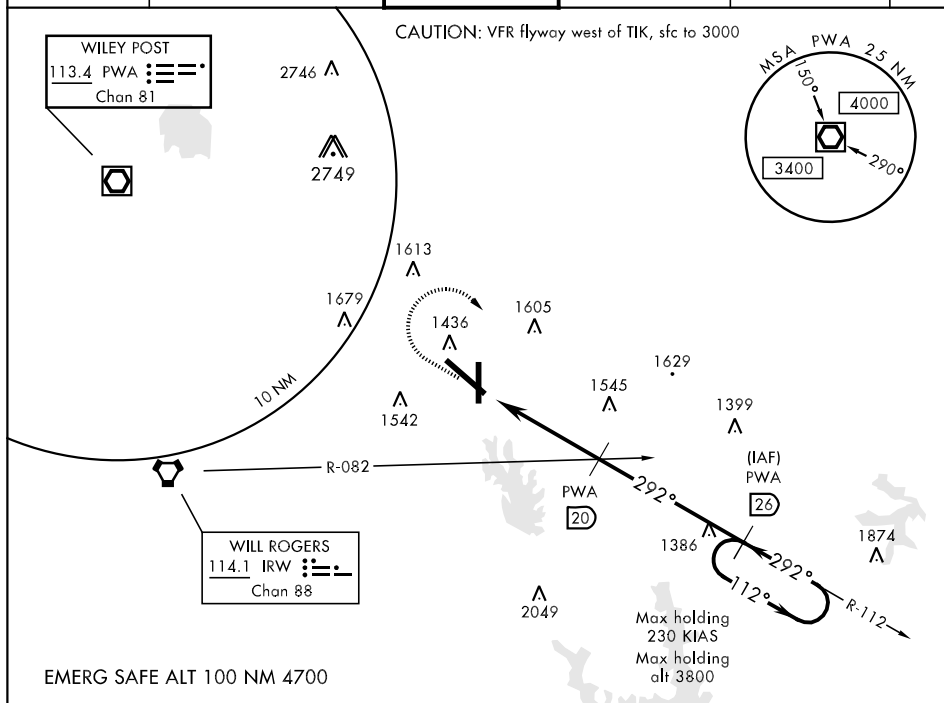 CAUTION: VFR flyway west of TIK, sfc to 3000
WILEY POST
113.4 PWA
Chan 81
2746
2749
MSA PWA 25 NM
150°
4000
3400
290°
1613
1679
1436
1605
1629
1545
1542
1399
10 NM
R-082
(IAF)
PWA
26
PWA
20
292°
1386
1874
292°
112°
R-112
WILL ROGERS
114.1 IRW
Chan 88
2049
Max holding
230 KIAS
Max holding
alt 3800
EMERG SAFE ALT 100 NM 4700